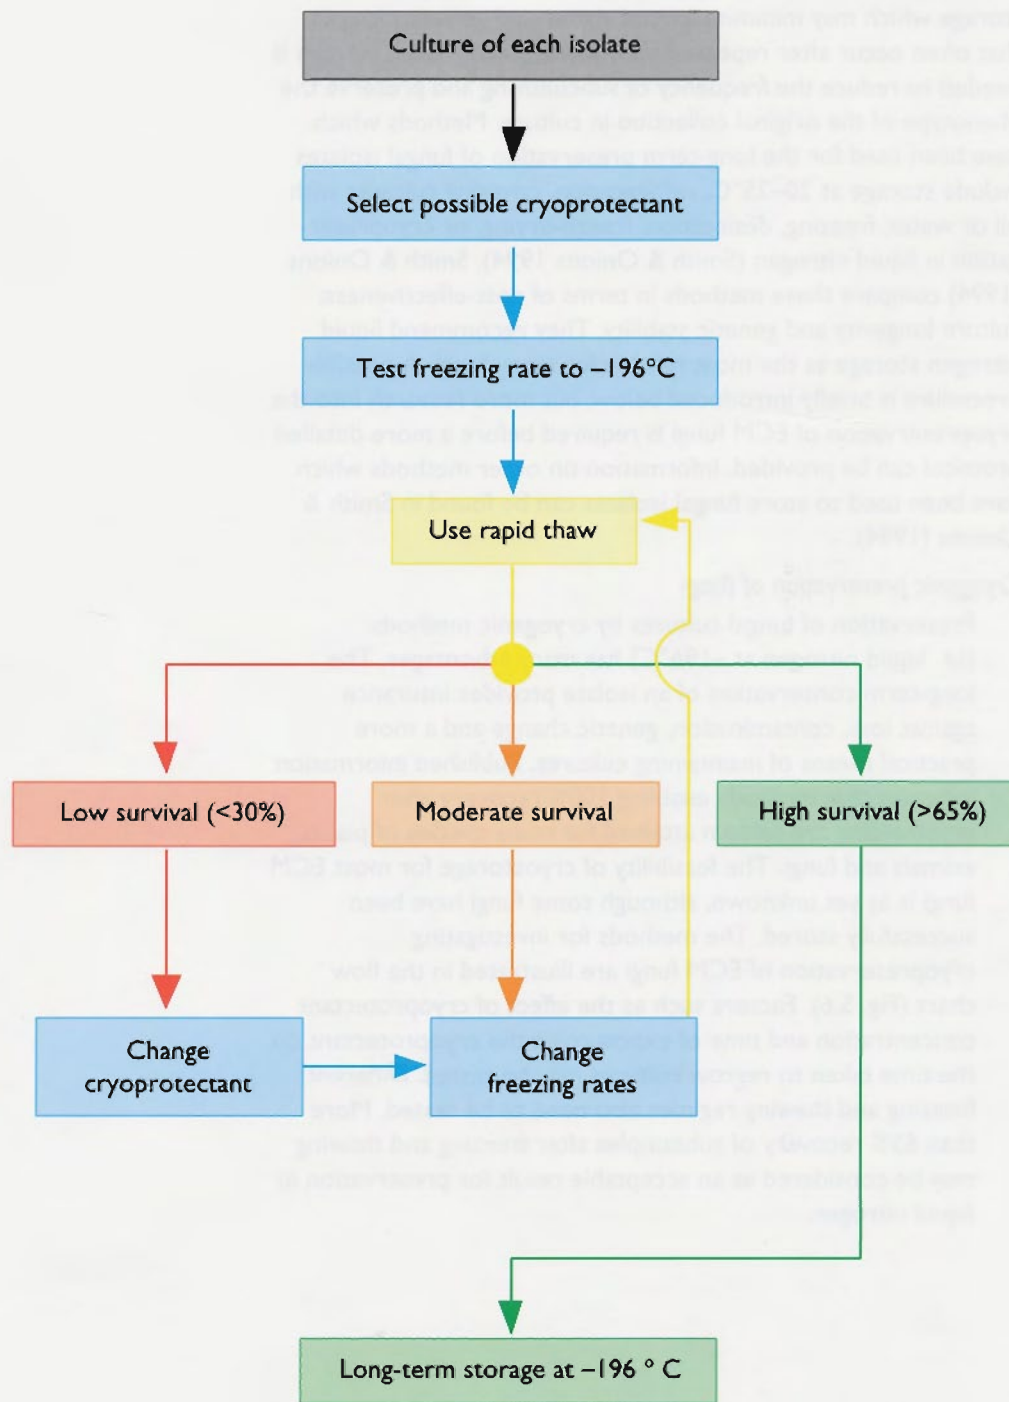 Culture of each isolate
Select possible cryoprotectant
Test freezing rate to –196°C
Use rapid thaw
Low survival (<30%)
Moderate survival
High survival (>65%)
Change
cryoprotectant
Change
freezing rates
Long-term storage at –196 ° C